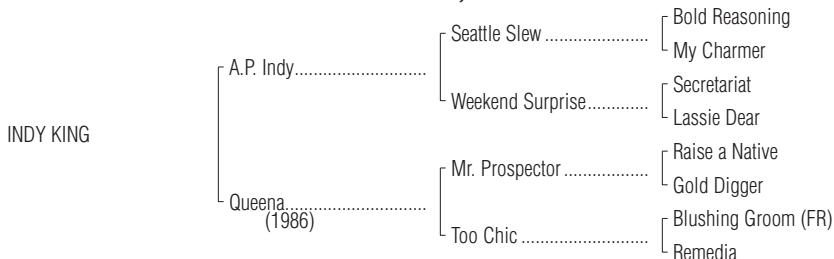 Bold Reasoning
Seattle Slew ......................
My Charmer
A.P. Indy............................
Secretariat
Weekend Surprise.............
Lassie Dear
INDY KING
Raise a Native
Mr. Prospector ..................
Gold Digger
Queena..............................
(1986)
Blushing Groom (FR)
Too Chic ...........................
Remedia